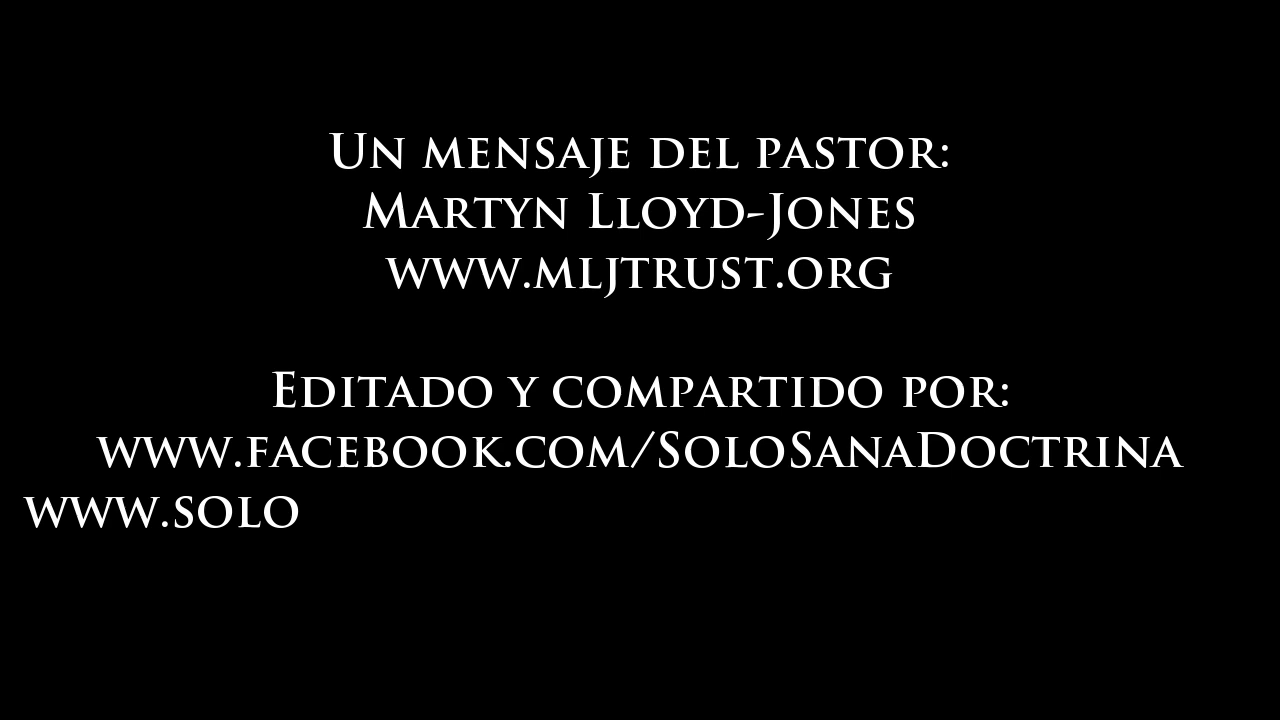 Un mensaje del pastor:
Martyn Lloyd-Jones
www.mljtrust.org
Editado y compartido por:
www.facebook.com/SoloSanaDoctrina
www.solo